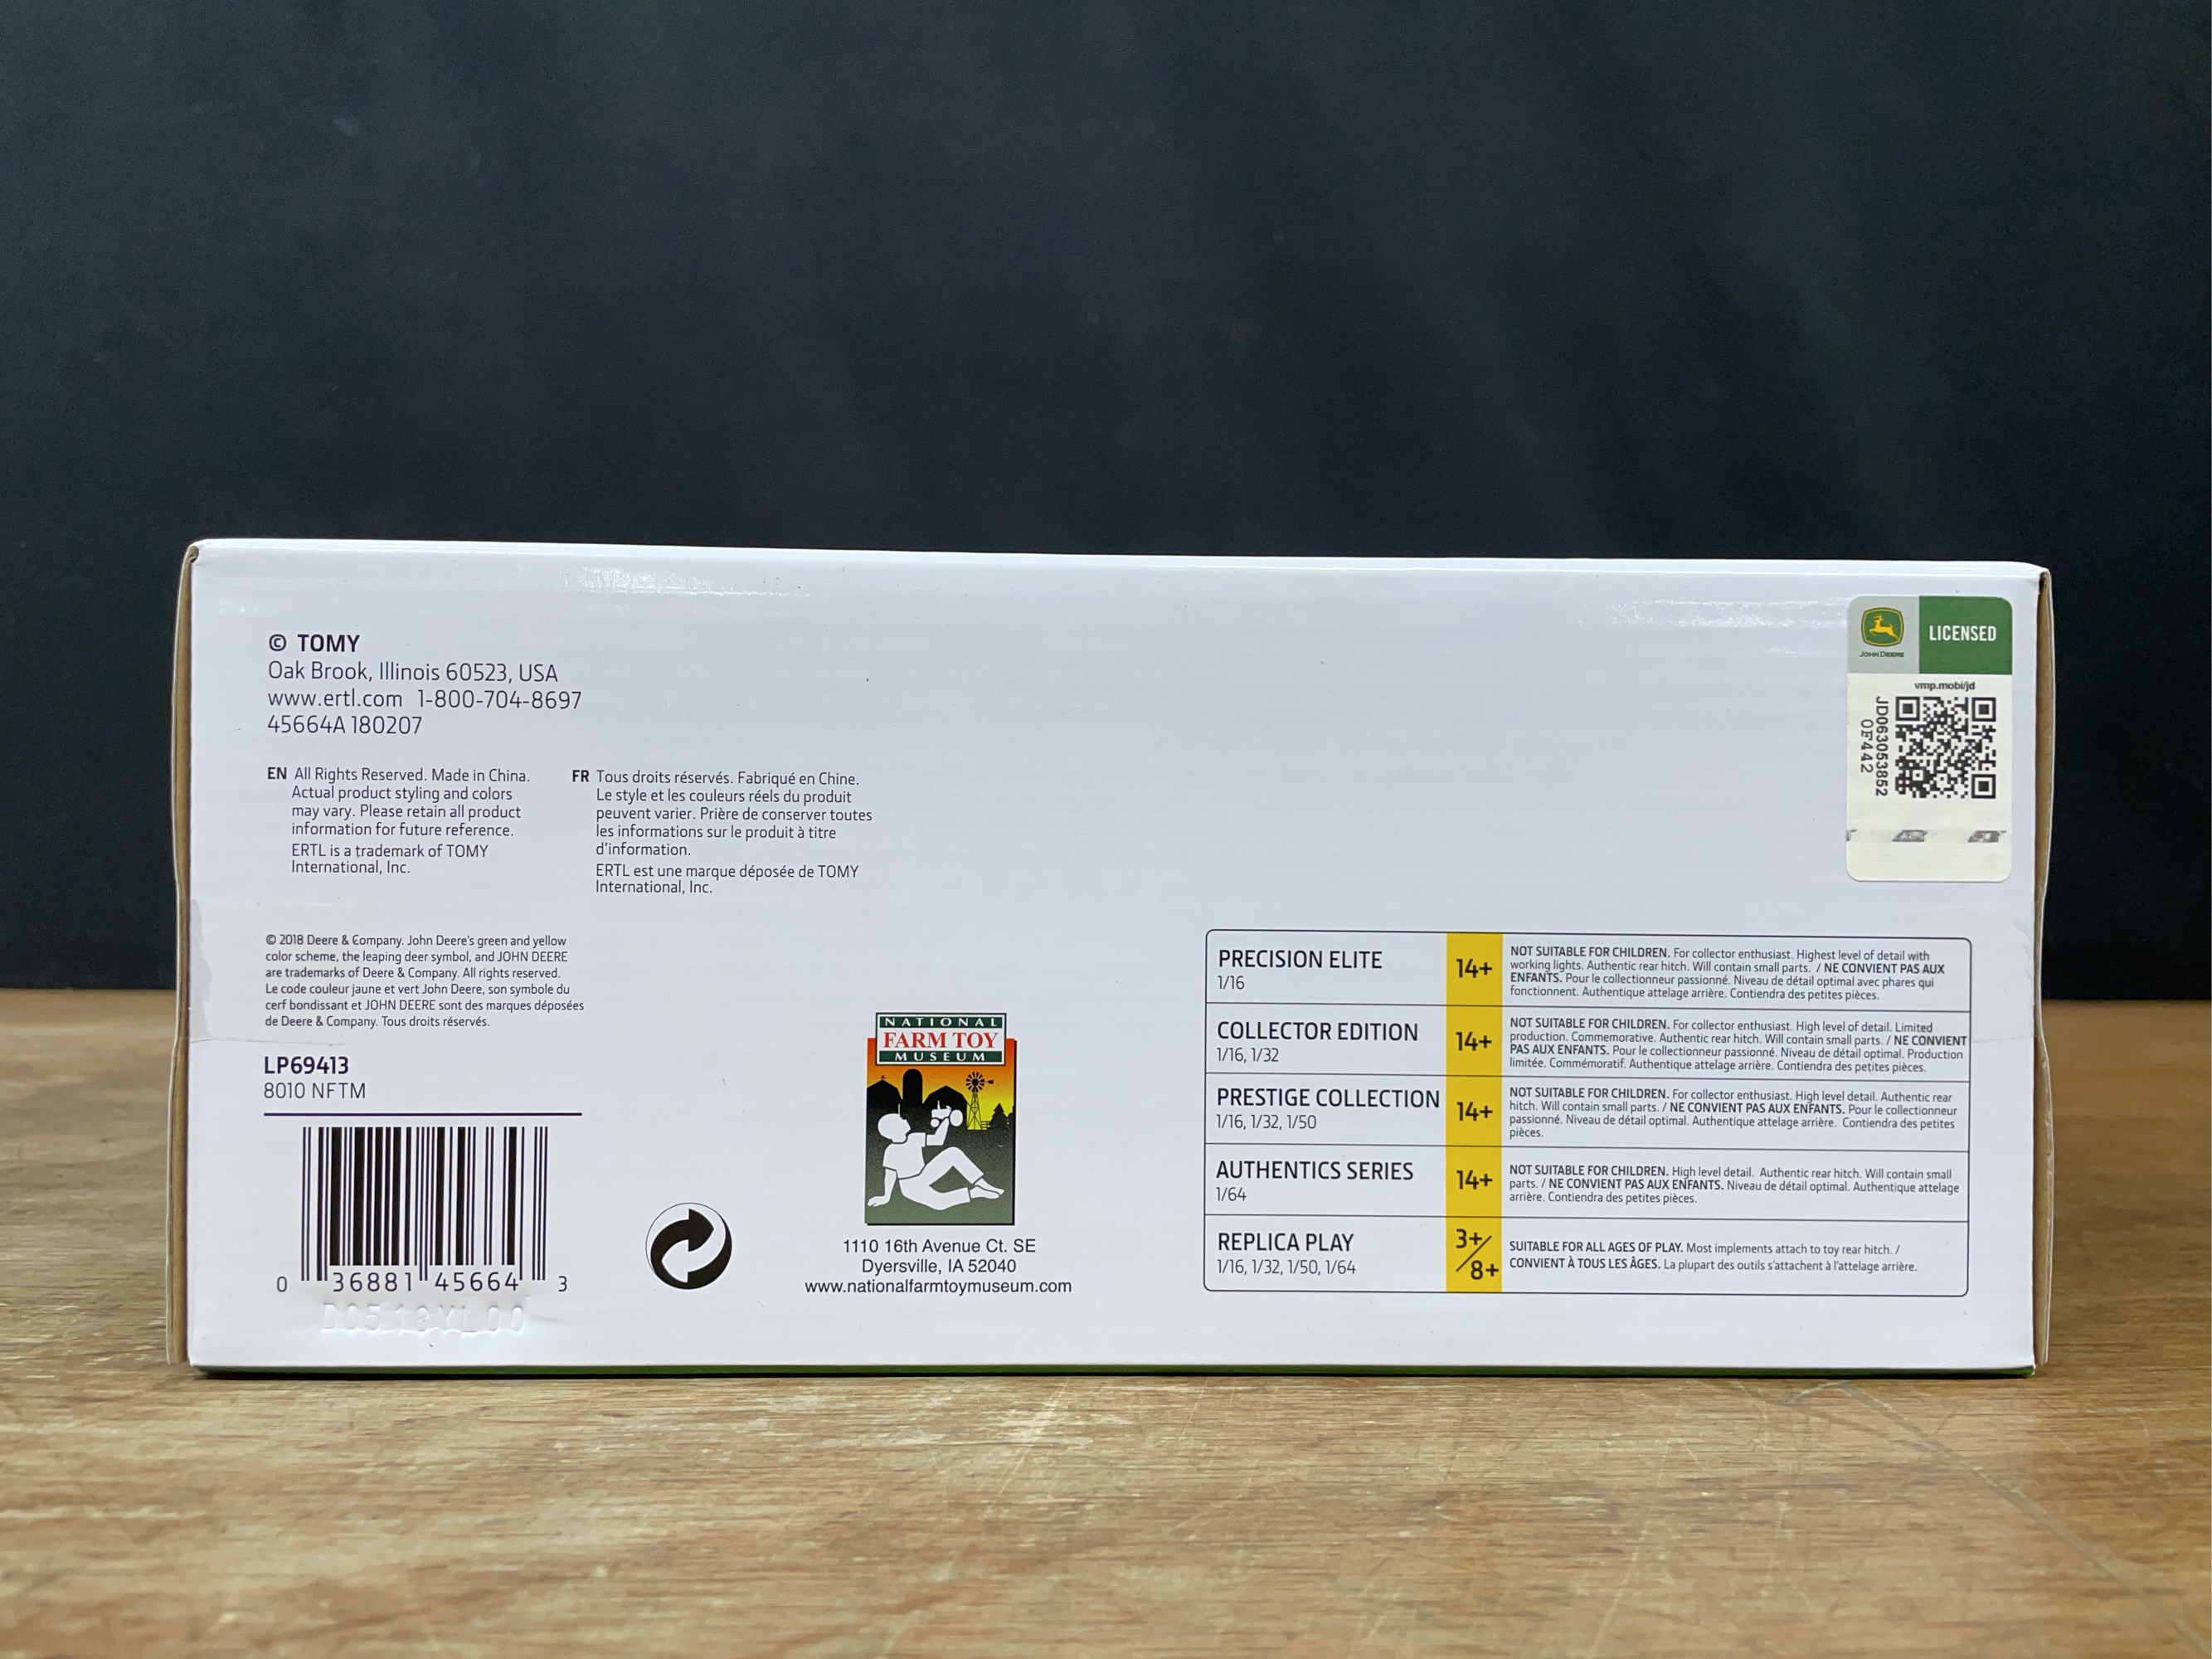 © TOMY
Oak Brook, Illinois 60523, USA
www.ertl.com 1-800-704-8697
45664A 180207
EN All Rights Reserved. Made in China.
Actual product styling and colors
may vary. Please retain all product
information for future reference.
ERTL is a trademark of TOMY
International, Inc.
FR Tous droits réservés. Fabriqué en Chine.
Le style et les couleurs réels du produit
peuvent varier. Prière de conserver toutes
les informations sur le produit à titre
d'information.
ERTL est une marque déposée de TOMY
International, Inc.
© 2018 Deere & Company. John Deere's green and yellow
color scheme, the leaping deer symbol, and JOHN DEERE
are trademarks of Deere & Company. All rights reserved.
Le code couleur jaune et vert John Deere, son symbole du
cerf bondissant et JOHN DEERE sont des marques déposées
de Deere & Company. Tous droits réservés.
LP69413
8010 NFTM
0 36881 45664 3
NATIONAL
FARM TOY
MUSEUM
1110 16th Avenue Ct. SE
Dyersville, IA 52040
www.nationalfarmtoymuseum.com
JOHN DEERE
LICENSED
vmp.mobi/jd
JD0630538520
0F442
PRECISION ELITE
1/16
14+
NOT SUITABLE FOR CHILDREN. For collector enthusiast. Highest level of detail with
working lights. Authentic rear hitch. Will contain small parts. / NE CONVIENT PAS AUX
ENFANTS. Pour le collectionneur passionné. Niveau de détail optimal avec phares qui
fonctionnent. Authentique attelage arrière. Contiendra des petites pièces.
COLLECTOR EDITION
1/16, 1/32
14+
NOT SUITABLE FOR CHILDREN. For collector enthusiast. High level of detail. Limited
production. Commemorative. Authentic rear hitch. Will contain small parts. / NE CONVIENT
PAS AUX ENFANTS. Pour le collectionneur passionné. Niveau de détail optimal. Production
limitée. Commémoratif. Authentique attelage arrière. Contiendra des petites pièces.
PRESTIGE COLLECTION
1/16, 1/32, 1/50
14+
NOT SUITABLE FOR CHILDREN. For collector enthusiast. High level detail. Authentic rear
hitch. Will contain small parts. / NE CONVIENT PAS AUX ENFANTS. Pour le collectionneur
passionné. Niveau de détail optimal. Authentique attelage arrière. Contiendra des petites
pièces.
AUTHENTICS SERIES
1/64
14+
NOT SUITABLE FOR CHILDREN. High level detail. Authentic rear hitch. Will contain small
parts. / NE CONVIENT PAS AUX ENFANTS. Niveau de détail optimal. Authentique attelage
arrière. Contiendra des petites pièces.
REPLICA PLAY
1/16, 1/32, 1/50, 1/64
3+/
8+
SUITABLE FOR ALL AGES OF PLAY. Most implements attach to toy rear hitch. /
CONVIENT À TOUS LES ÂGES. La plupart des outils s'attachent à l'attelage arrière.